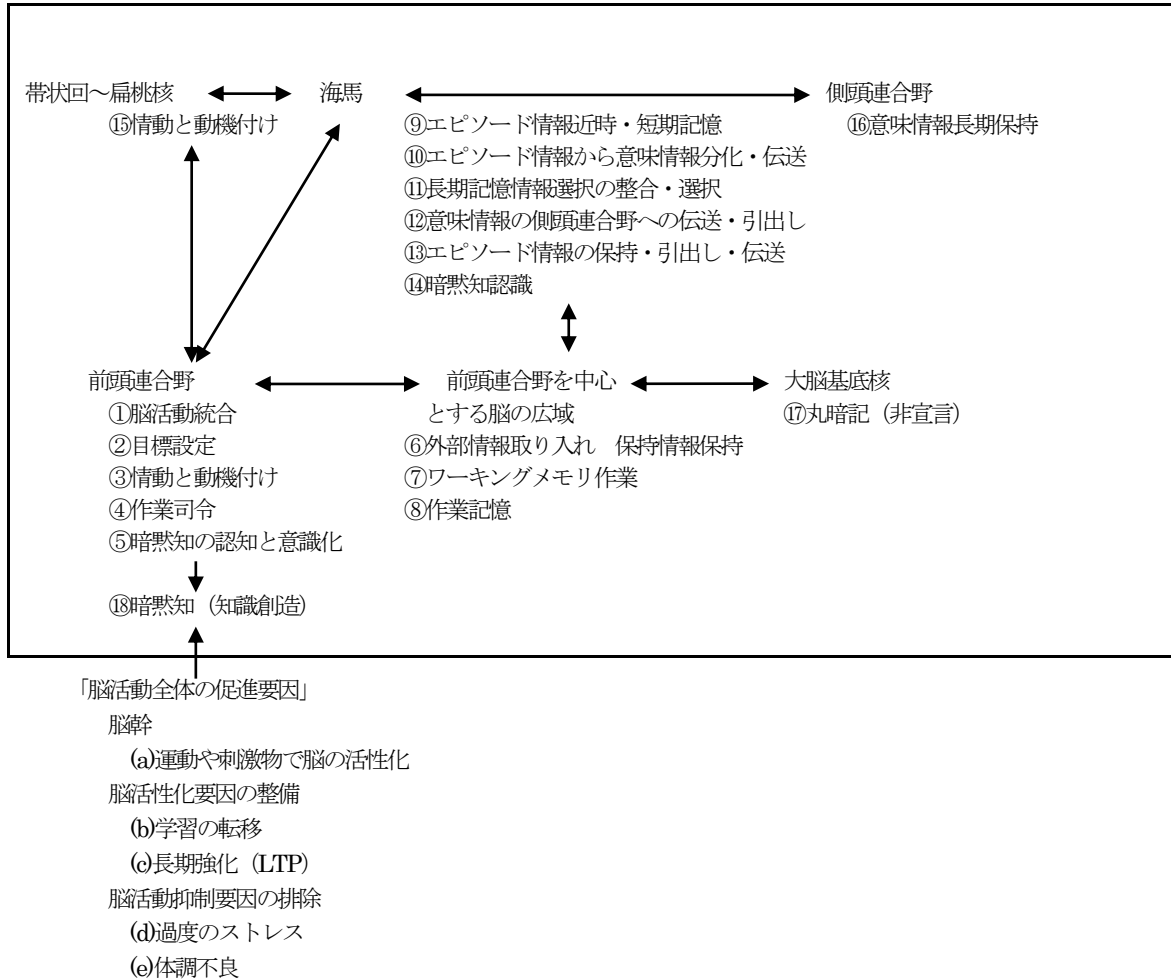 帯状回～扁桃核 海馬 側頭連合野
⑮情動と動機付け ⑨エピソード情報近時・短期記憶 ⑯意味情報長期保持
⑩エピソード情報から意味情報分化・伝送
⑪長期記憶情報選択の整合・選択
⑫意味情報の側頭連合野への伝送・引出し
⑬エピソード情報の保持・引出し・伝送
⑭暗黙知認識
前頭連合野 前頭連合野を中心 大脳基底核
①脳活動統合 とする脳の広域 ⑰丸暗記（非宣言）
②目標設定 ⑥外部情報取り入れ 保持情報保持
③情動と動機付け ⑦ワーキングメモリ作業
④作業司令 ⑧作業記憶
⑤暗黙知の認知と意識化
⑱暗黙知（知識創造）
「脳活動全体の促進要因」
脳幹
(a)運動や刺激物で脳の活性化
脳活性化要因の整備
(b)学習の転移
(c)長期強化（LTP）
脳活動抑制要因の排除
(d)過度のストレス
(e)体調不良